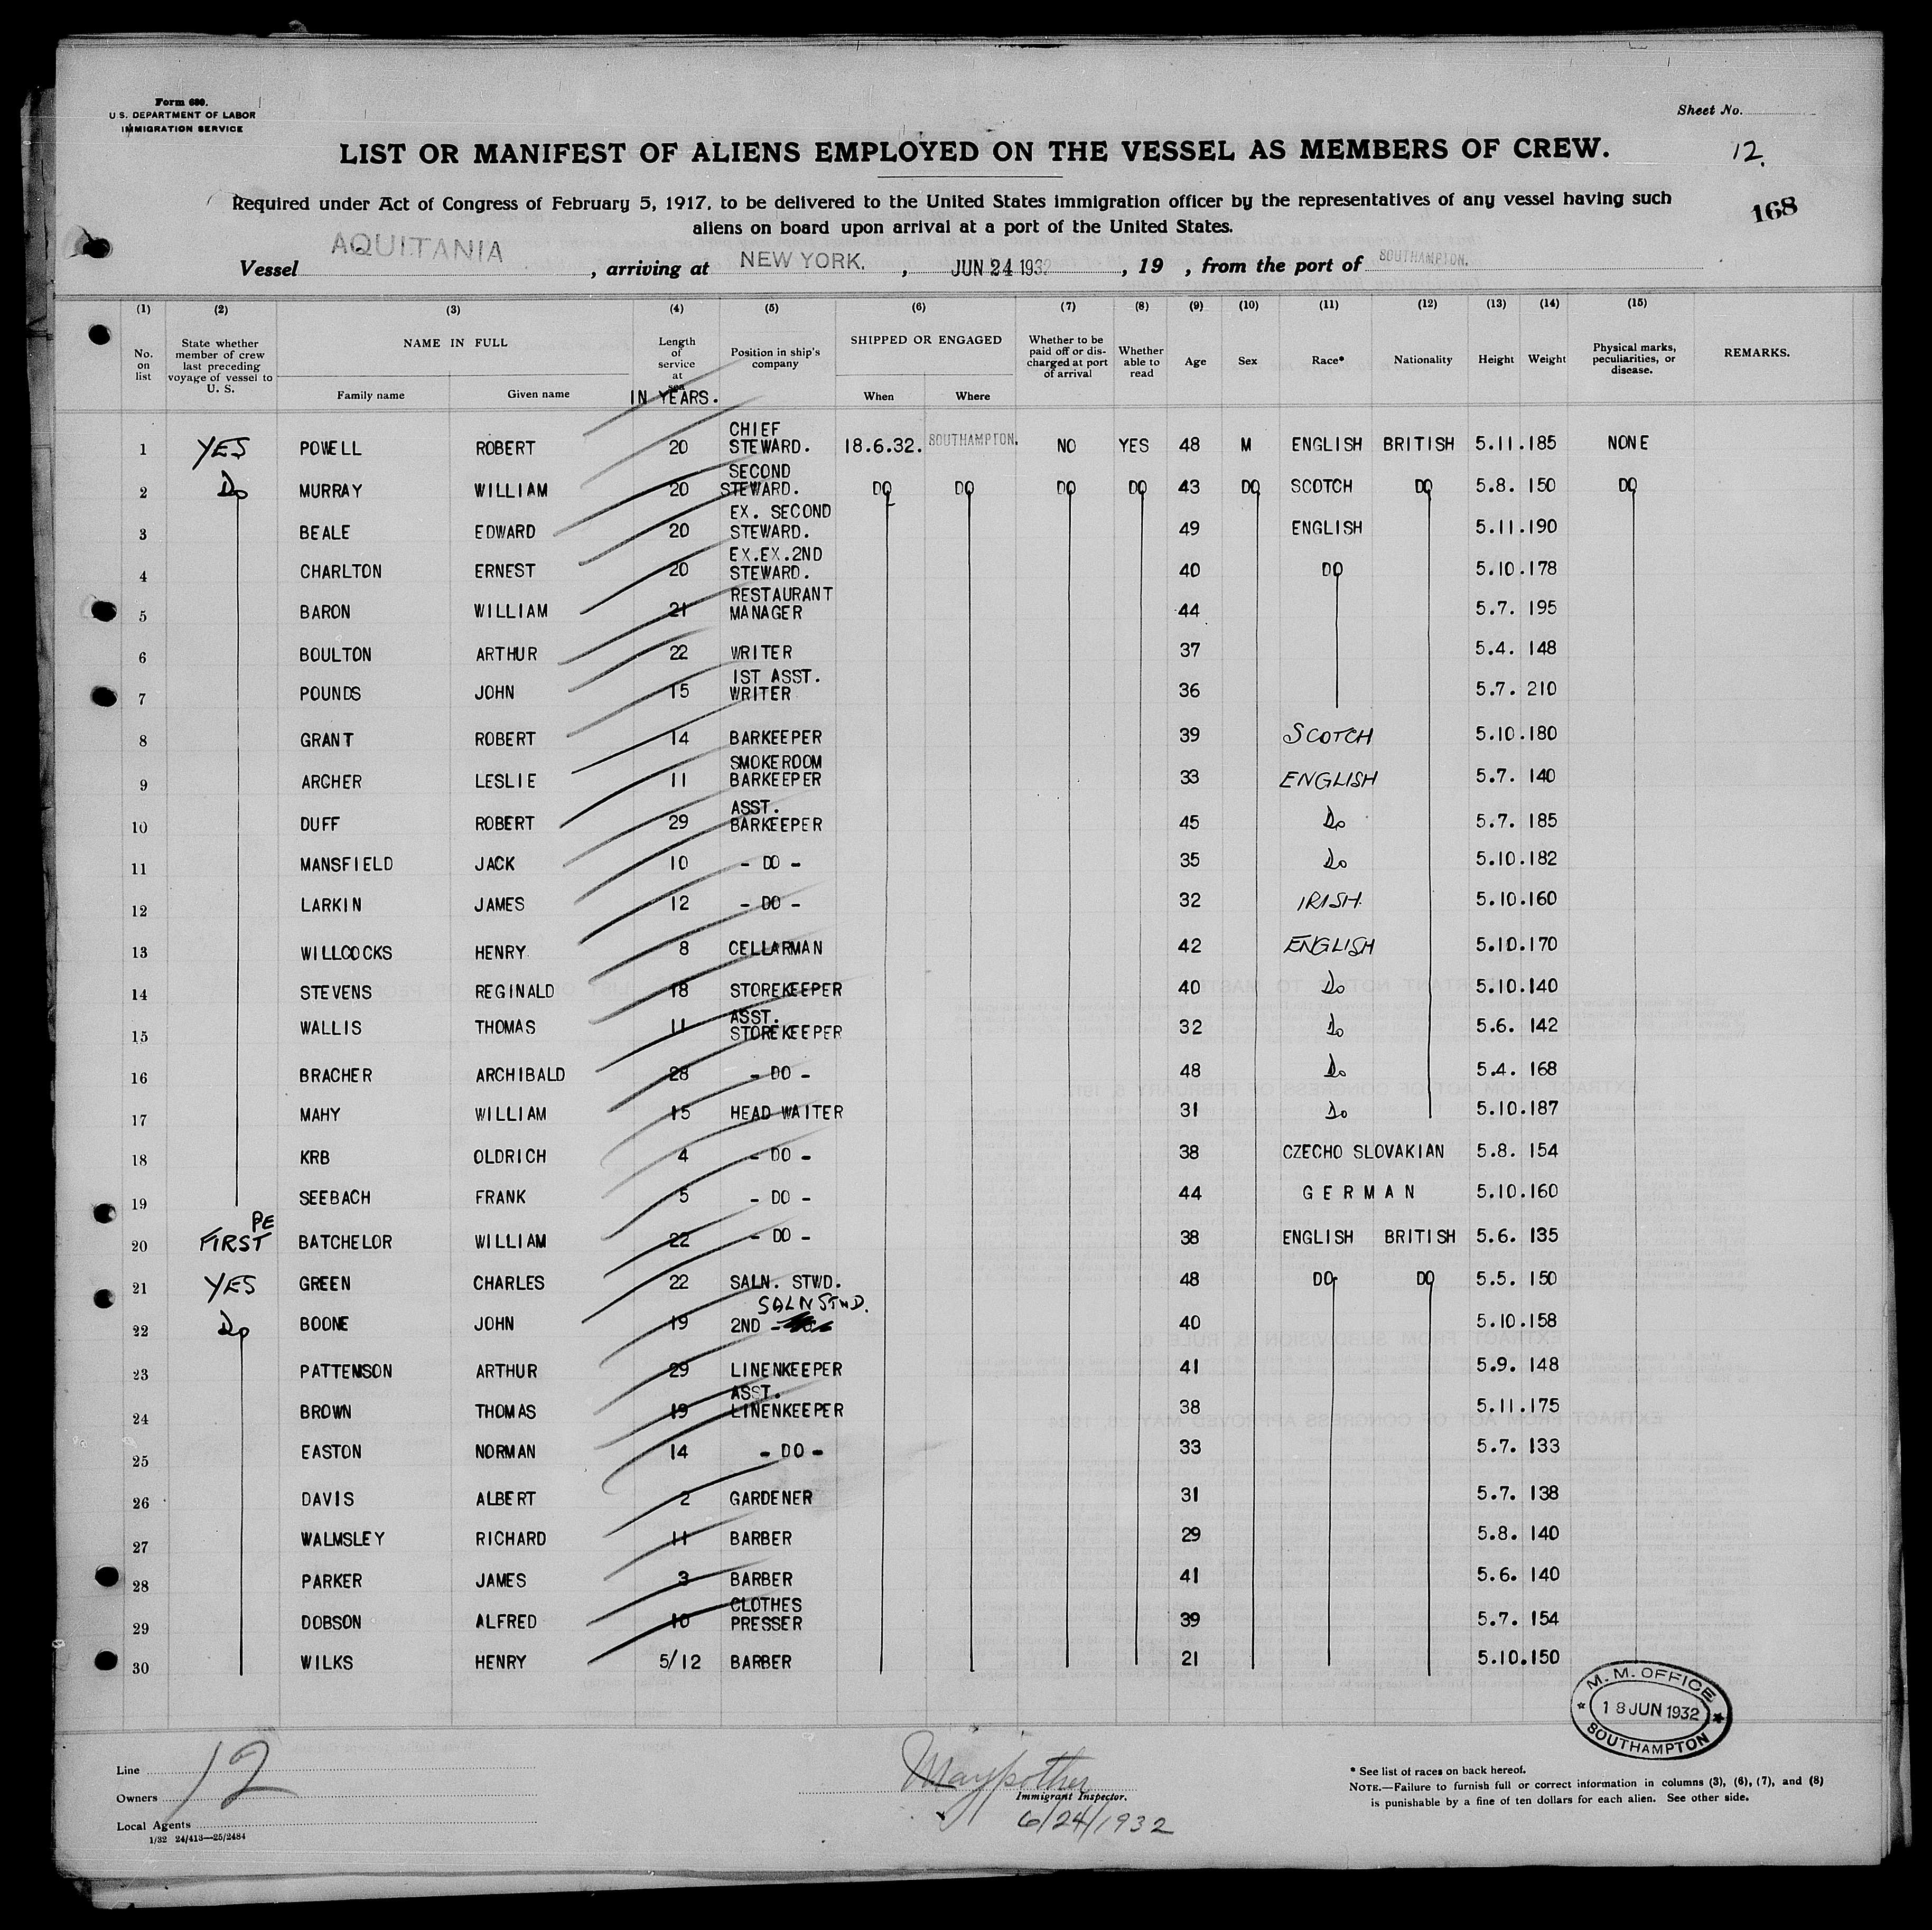 Form 680.
U. S. DEPARTMENT OF LABOR
IMMIGRATION SERVICE
Sheet No.
LIST OR MANIFEST OF ALIENS EMPLOYED ON THE VESSEL AS MEMBERS OF CREW.
12.
Required under Act of Congress of February 5, 1917, to be delivered to the United States immigration officer by the representatives of any vessel having such
aliens on board upon arrival at a port of the United States.
168
Vessel AQUITANIA, arriving at NEW YORK., JUN 24 1932, 19 , from the port of SOUTHAMPTON.
(1) (2) (3) (4) (5) (6) (7) (8) (9) (10) (11) (12) (13) (14) (15)
No. on list
State whether member of crew last preceding voyage of vessel to U. S.
NAME IN FULL
Family name Given name
Length of service at sea
IN YEARS.
Position in ship's company
SHIPPED OR ENGAGED
When Where
Whether to be paid off or discharged at port of arrival
Whether able to read
Age
Sex
Race*
Nationality
Height
Weight
Physical marks, peculiarities, or disease.
REMARKS.
1 YES POWELL ROBERT 20 CHIEF STEWARD. 18.6.32. SOUTHAMPTON. NO YES 48 M ENGLISH BRITISH 5.11.185 NONE
2 Do MURRAY WILLIAM 20 SECOND STEWARD. DO DO DO DO 43 DO SCOTCH DO 5.8. 150 DO
3 BEALE EDWARD 20 EX. SECOND STEWARD. 49 ENGLISH 5.11.190
4 CHARLTON ERNEST 20 EX.EX.2ND STEWARD. 40 DO 5.10.178
5 BARON WILLIAM 21 RESTAURANT MANAGER 44 5.7. 195
6 BOULTON ARTHUR 22 WRITER 37 5.4. 148
7 POUNDS JOHN 15 1ST ASST. WRITER 36 5.7. 210
8 GRANT ROBERT 14 BARKEEPER 39 SCOTCH 5.10.180
9 ARCHER LESLIE 11 SMOKEROOM BARKEEPER 33 ENGLISH 5.7. 140
10 DUFF ROBERT 29 ASST. BARKEEPER 45 Do 5.7. 185
11 MANSFIELD JACK 10 - DO - 35 Do 5.10.182
12 LARKIN JAMES 12 - DO - 32 IRISH 5.10.160
13 WILLCOCKS HENRY 8 CELLARMAN 42 ENGLISH 5.10.170
14 STEVENS REGINALD 18 STOREKEEPER 40 Do 5.10.140
15 WALLIS THOMAS 11 ASST. STOREKEEPER 32 Do 5.6. 142
16 BRACHER ARCHIBALD 28 - DO - 48 Do 5.4. 168
17 MAHY WILLIAM 15 HEAD WAITER 31 Do 5.10.187
18 KRB OLDRICH 4 - DO - 38 CZECHO SLOVAKIAN 5.8. 154
19 SEEBACH FRANK 5 - DO - 44 GERMAN 5.10.160
20 FIRST PE BATCHELOR WILLIAM 22 - DO - 38 ENGLISH BRITISH 5.6. 135
21 YES GREEN CHARLES 22 SALN. STWD. 48 DO DO 5.5. 150
22 Do BOONE JOHN 19 2ND SALN STWD. 40 5.10.158
23 PATTENSON ARTHUR 29 LINENKEEPER 41 5.9. 148
24 BROWN THOMAS 19 ASST. LINENKEEPER 38 5.11.175
25 EASTON NORMAN 14 - DO - 33 5.7. 133
26 DAVIS ALBERT 2 GARDENER 31 5.7. 138
27 WALMSLEY RICHARD 11 BARBER 29 5.8. 140
28 PARKER JAMES 3 BARBER 41 5.6. 140
29 DOBSON ALFRED 10 CLOTHES PRESSER 39 5.7. 154
30 WILKS HENRY 5/12 BARBER 21 5.10.150
M. M. OFFICE
18 JUN 1932
SOUTHAMPTON
Line
Owners
Local Agents
12
1/32 24/413—25/2484
Immigrant Inspector.
6/24/1932
* See list of races on back hereof.
NOTE.—Failure to furnish full or correct information in columns (3), (6), (7), and (8)
is punishable by a fine of ten dollars for each alien. See other side.